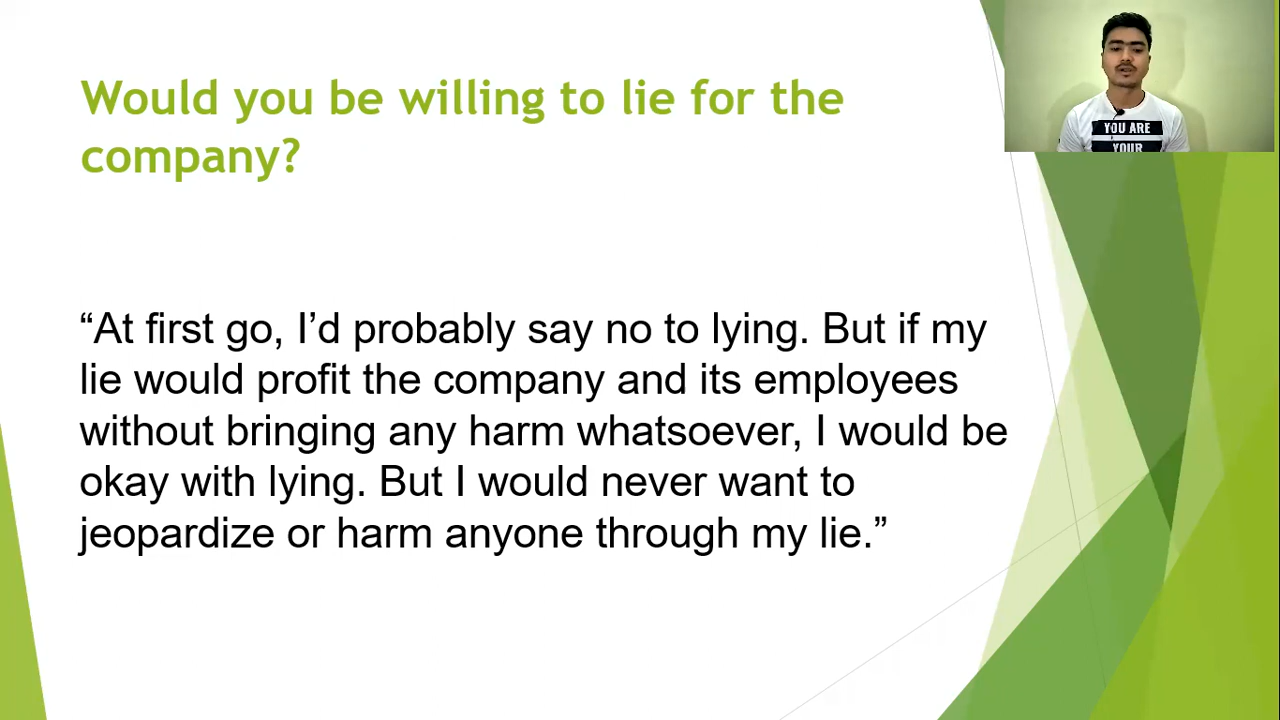 Would you be willing to lie for the
company?
YOU ARE
YOUR
“At first go, I’d probably say no to lying. But if my
lie would profit the company and its employees
without bringing any harm whatsoever, I would be
okay with lying. But I would never want to
jeopardize or harm anyone through my lie.”